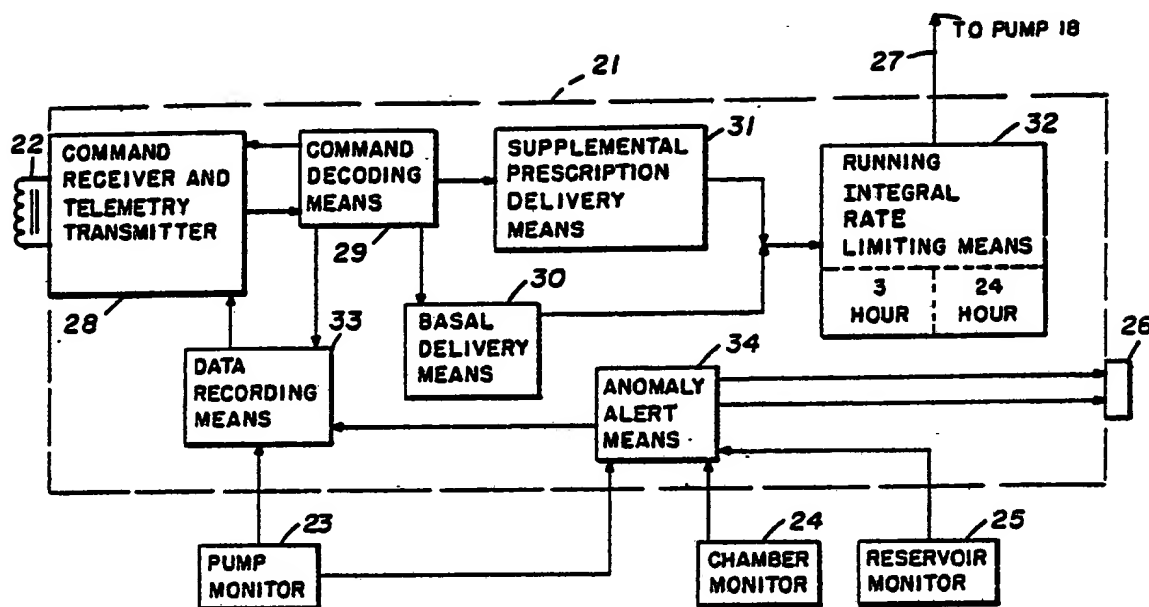 TO PUMP 18
27
21
22
COMMAND
RECEIVER AND
TELEMETRY
TRANSMITTER
28
COMMAND
DECODING
MEANS
29
31
SUPPLEMENTAL
PRESCRIPTION
DELIVERY
MEANS
32
RUNNING
INTEGRAL
RATE
LIMITING MEANS
3
HOUR
24
HOUR
30
BASAL
DELIVERY
MEANS
33
DATA
RECORDING
MEANS
34
ANOMALY
ALERT
MEANS
26
23
PUMP
MONITOR
24
CHAMBER
MONITOR
25
RESERVOIR
MONITOR